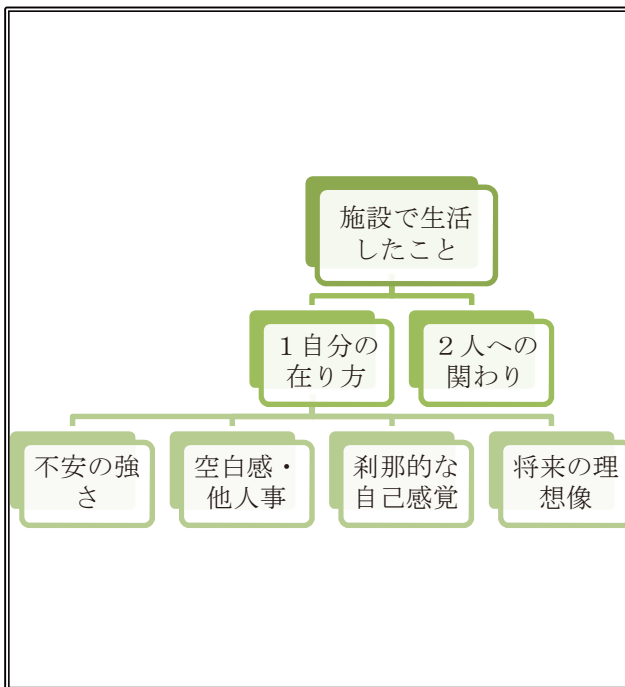 施設で生活
したこと
１自分の
在り方
２人への
関わり
不安の強
さ
空白感・
他人事
刹那的な
自己感覚
将来の理
想像